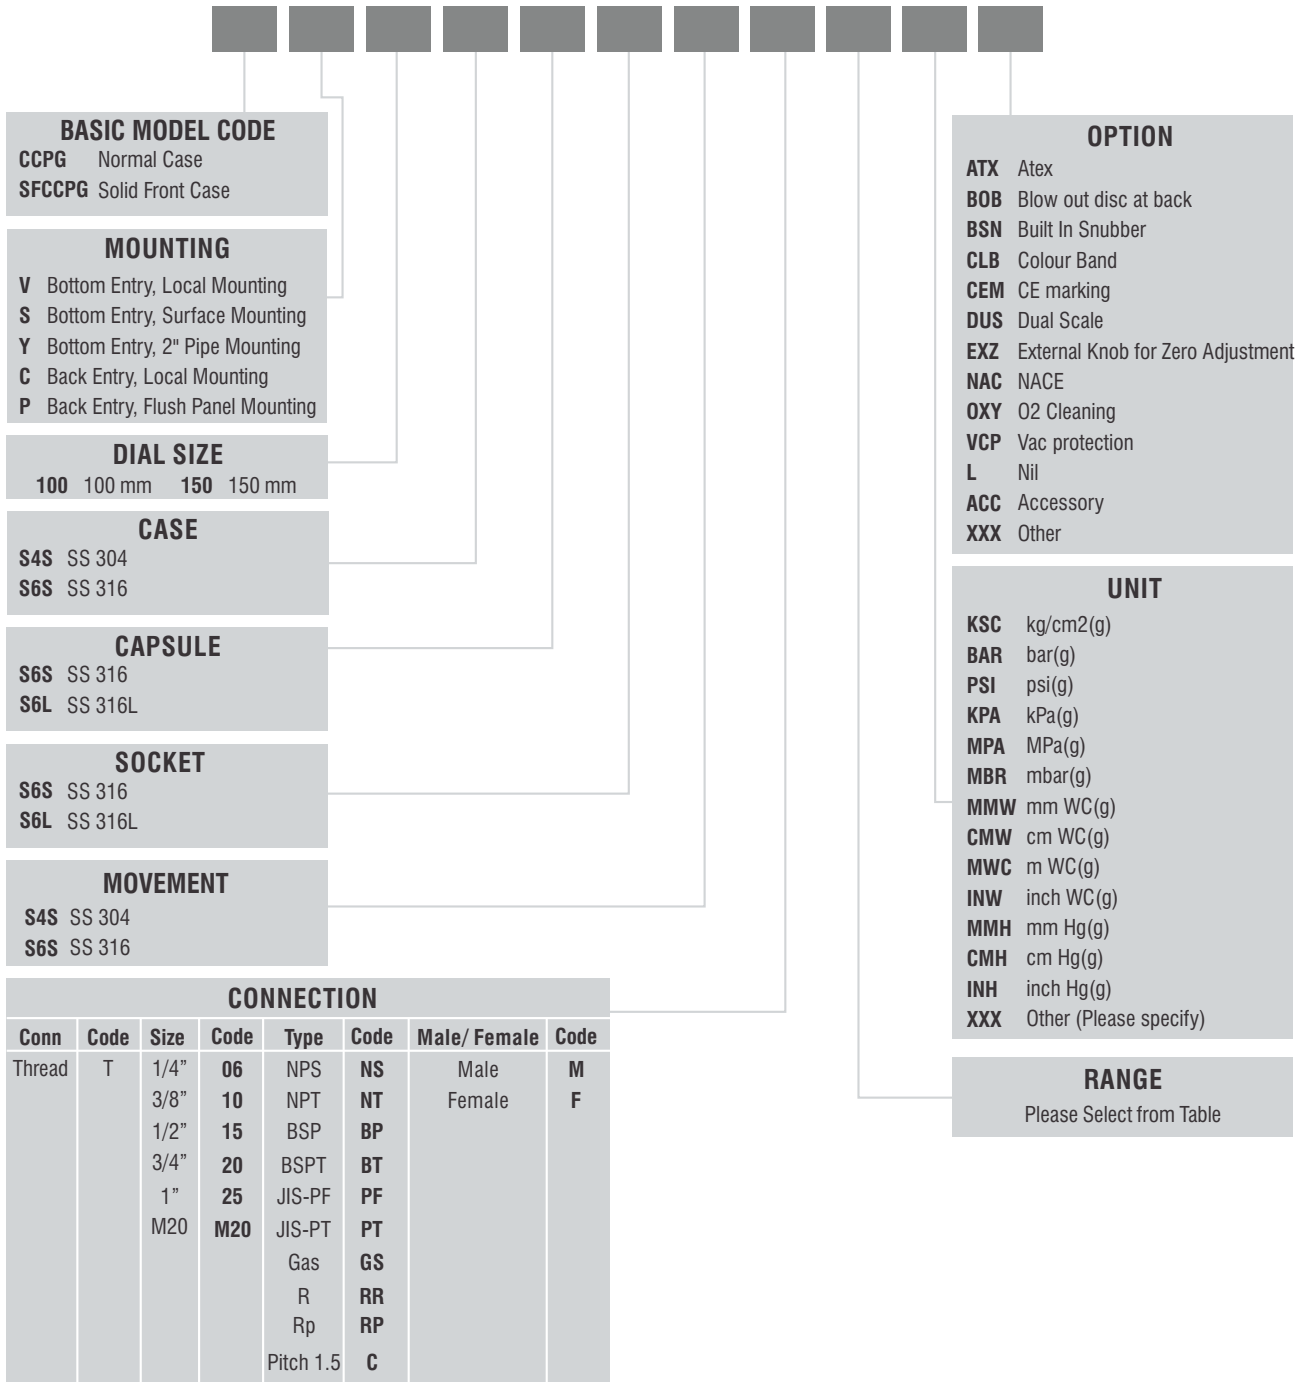 BASIC MODEL CODE
CCPG Normal Case
SFCCPG Solid Front Case
MOUNTING
V Bottom Entry, Local Mounting
S Bottom Entry, Surface Mounting
Y Bottom Entry, 2" Pipe Mounting
C Back Entry, Local Mounting
P Back Entry, Flush Panel Mounting
DIAL SIZE
100 100 mm 150 150 mm
CASE
S4S SS 304
S6S SS 316
CAPSULE
S6S SS 316
S6L SS 316L
SOCKET
S6S SS 316
S6L SS 316L
MOVEMENT
S4S SS 304
S6S SS 316
CONNECTION
Conn Code Size Code Type Code Male/ Female Code
Thread T 1/4” 06 NPS NS Male M
3/8” 10 NPT NT Female F
1/2” 15 BSP BP
3/4” 20 BSPT BT
1” 25 JIS-PF PF
M20 M20 JIS-PT PT
Gas GS
R RR
Rp RP
Pitch 1.5 C
OPTION
ATX Atex
BOB Blow out disc at back
BSN Built In Snubber
CLB Colour Band
CEM CE marking
DUS Dual Scale
EXZ External Knob for Zero Adjustment
NAC NACE
OXY O2 Cleaning
VCP Vac protection
L Nil
ACC Accessory
XXX Other
UNIT
KSC kg/cm2(g)
BAR bar(g)
PSI psi(g)
KPA kPa(g)
MPA MPa(g)
MBR mbar(g)
MMW mm WC(g)
CMW cm WC(g)
MWC m WC(g)
INW inch WC(g)
MMH mm Hg(g)
CMH cm Hg(g)
INH inch Hg(g)
XXX Other (Please specify)
RANGE
Please Select from Table